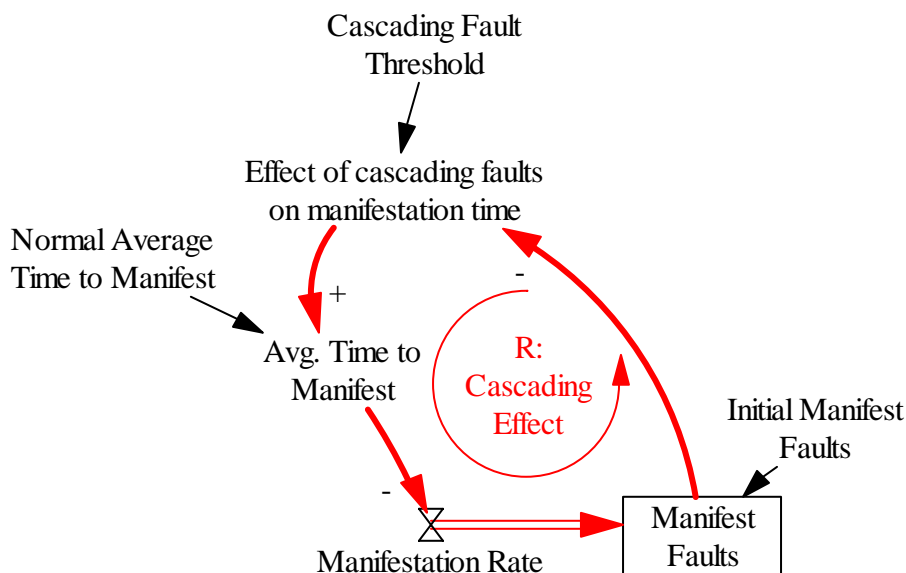 Cascading Fault
Threshold
Effect of cascading faults
on manifestation time
Normal Average
Time to Manifest
-
+
Avg. Time to
Manifest
R:
Cascading
Effect
Initial Manifest
Faults
-
Manifest
Faults
Manifestation Rate